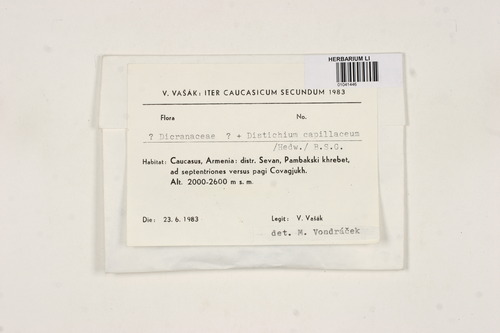 HERBARIUM LI
01041446
V. VAŠÁK: ITER CAUCASICUM SECUNDUM 1983
Flora No.
? Dicranaceae ? + Distichium capillaceum
/Hedw./ B.S.G.
Habitat: Caucasus, Armenia: distr. Sevan, Pambakski khrebet,
ad septentriones versus pagi Covagjukh.
Alt. 2000-2600 m s. m.
Die: 23. 6. 1983 Legit: V. Vašák
det. M. Vondráček